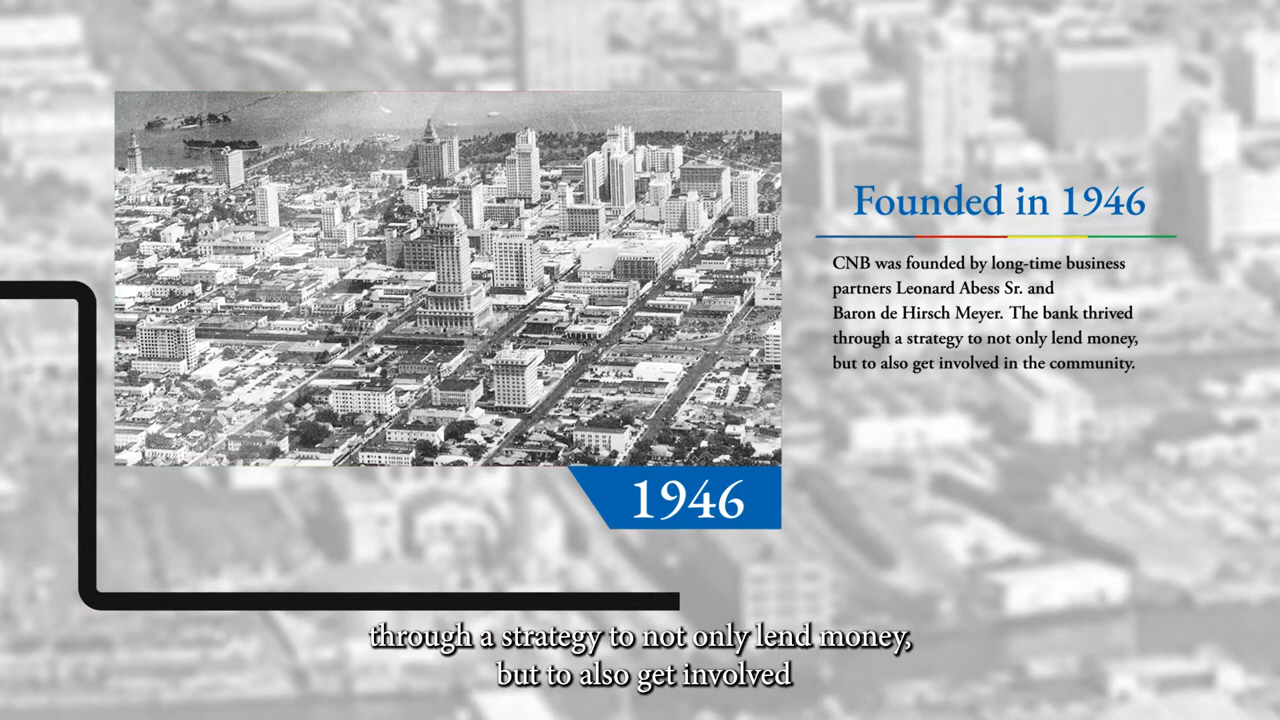 Founded in 1946
CNB was founded by long-time business
partners Leonard Abess Sr. and
Baron de Hirsch Meyer. The bank thrived
through a strategy to not only lend money,
but to also get involved in the community.
1946
through a strategy to not only lend money,
but to also get involved